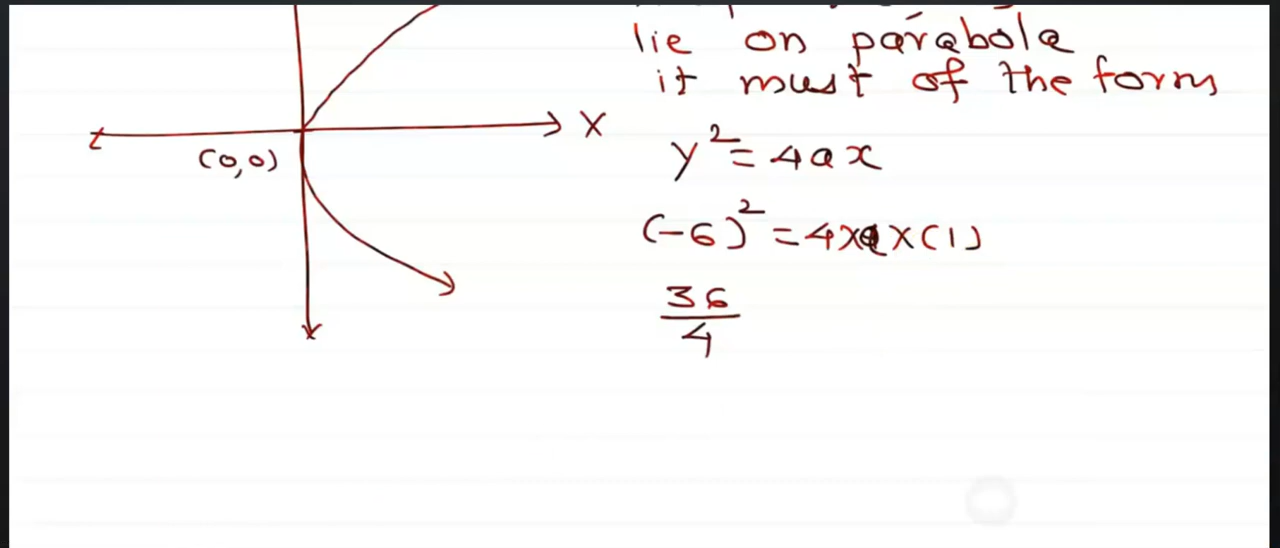 lie on parabola
it must of the form
X
(0,0)
y² = 4ax
(-6)² = 4×a×(1)
36
4